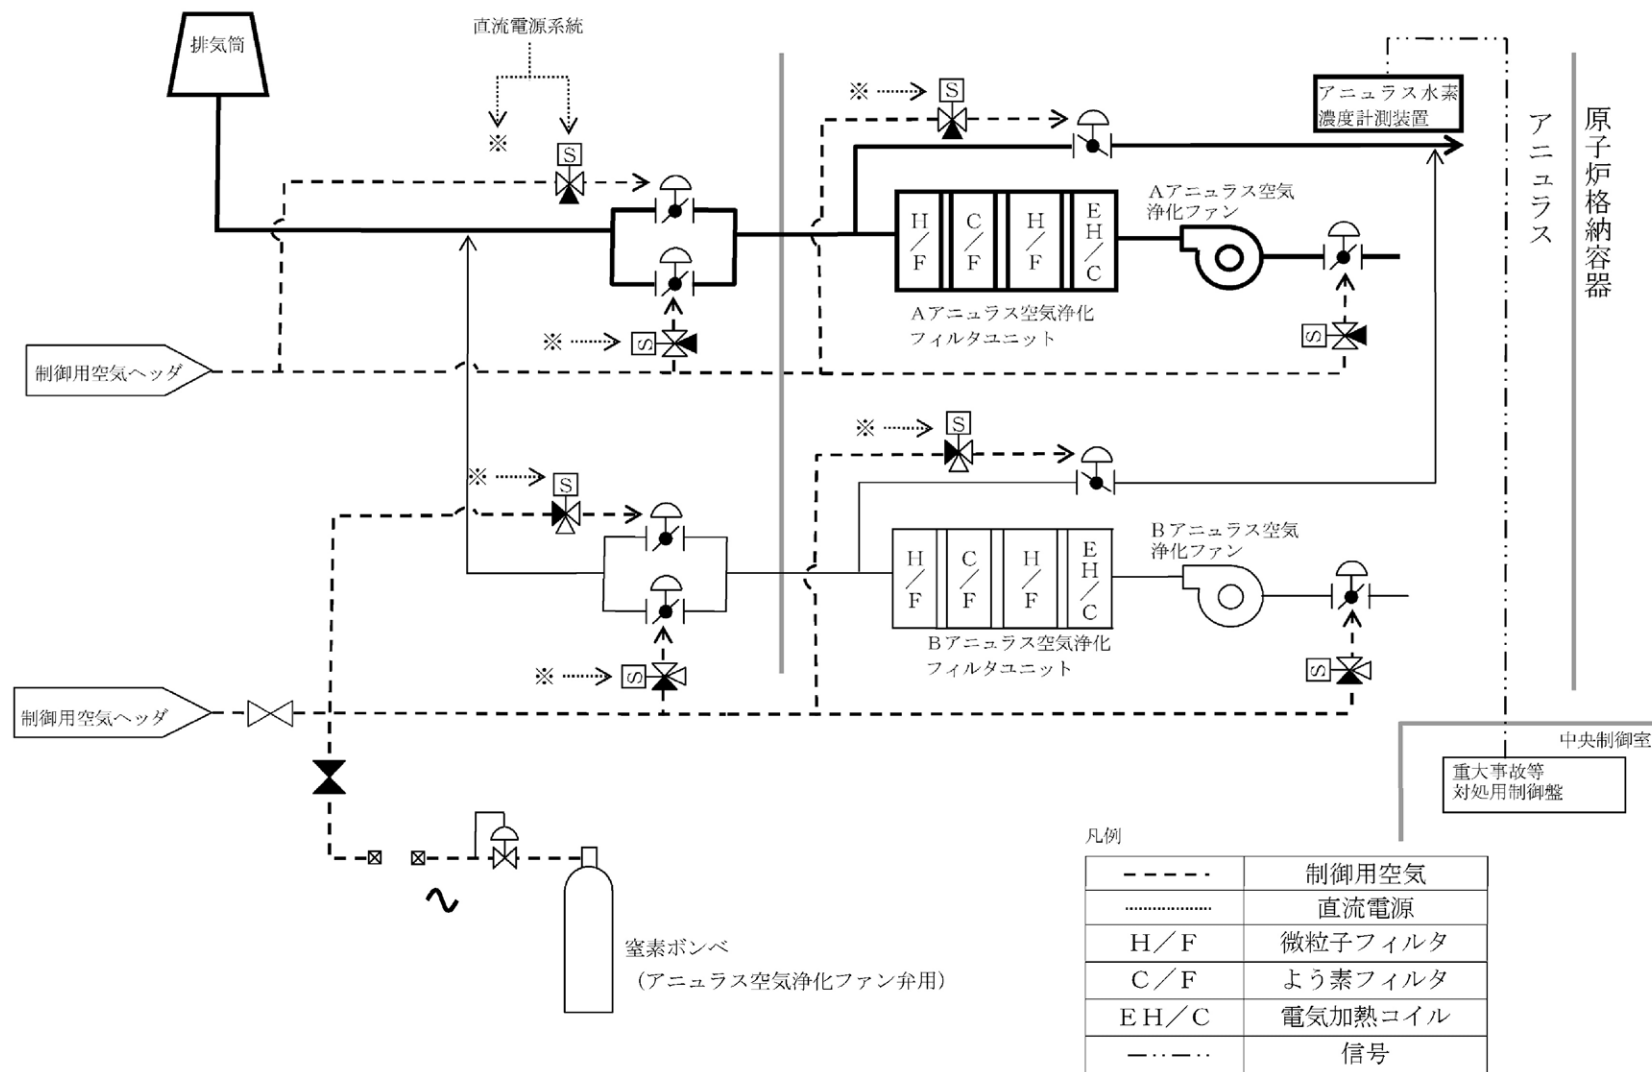 排気筒
直流電源系統
※
S
※
S
S
アニュラス水素
濃度計測装置
アニュラス
原子炉格納容器
H/F
C/F
H/F
EH/C
Aアニュラス空気
浄化ファン
Aアニュラス空気浄化
フィルタユニット
※
S
S
制御用空気ヘッダ
※
S
※
S
H/F
C/F
H/F
EH/C
Bアニュラス空気
浄化ファン
Bアニュラス空気浄化
フィルタユニット
※
S
S
制御用空気ヘッダ
中央制御室
重大事故等
対処用制御盤
窒素ボンベ
（アニュラス空気浄化ファン弁用）
凡例
制御用空気
直流電源
H/F 微粒子フィルタ
C/F よう素フィルタ
EH/C 電気加熱コイル
信号